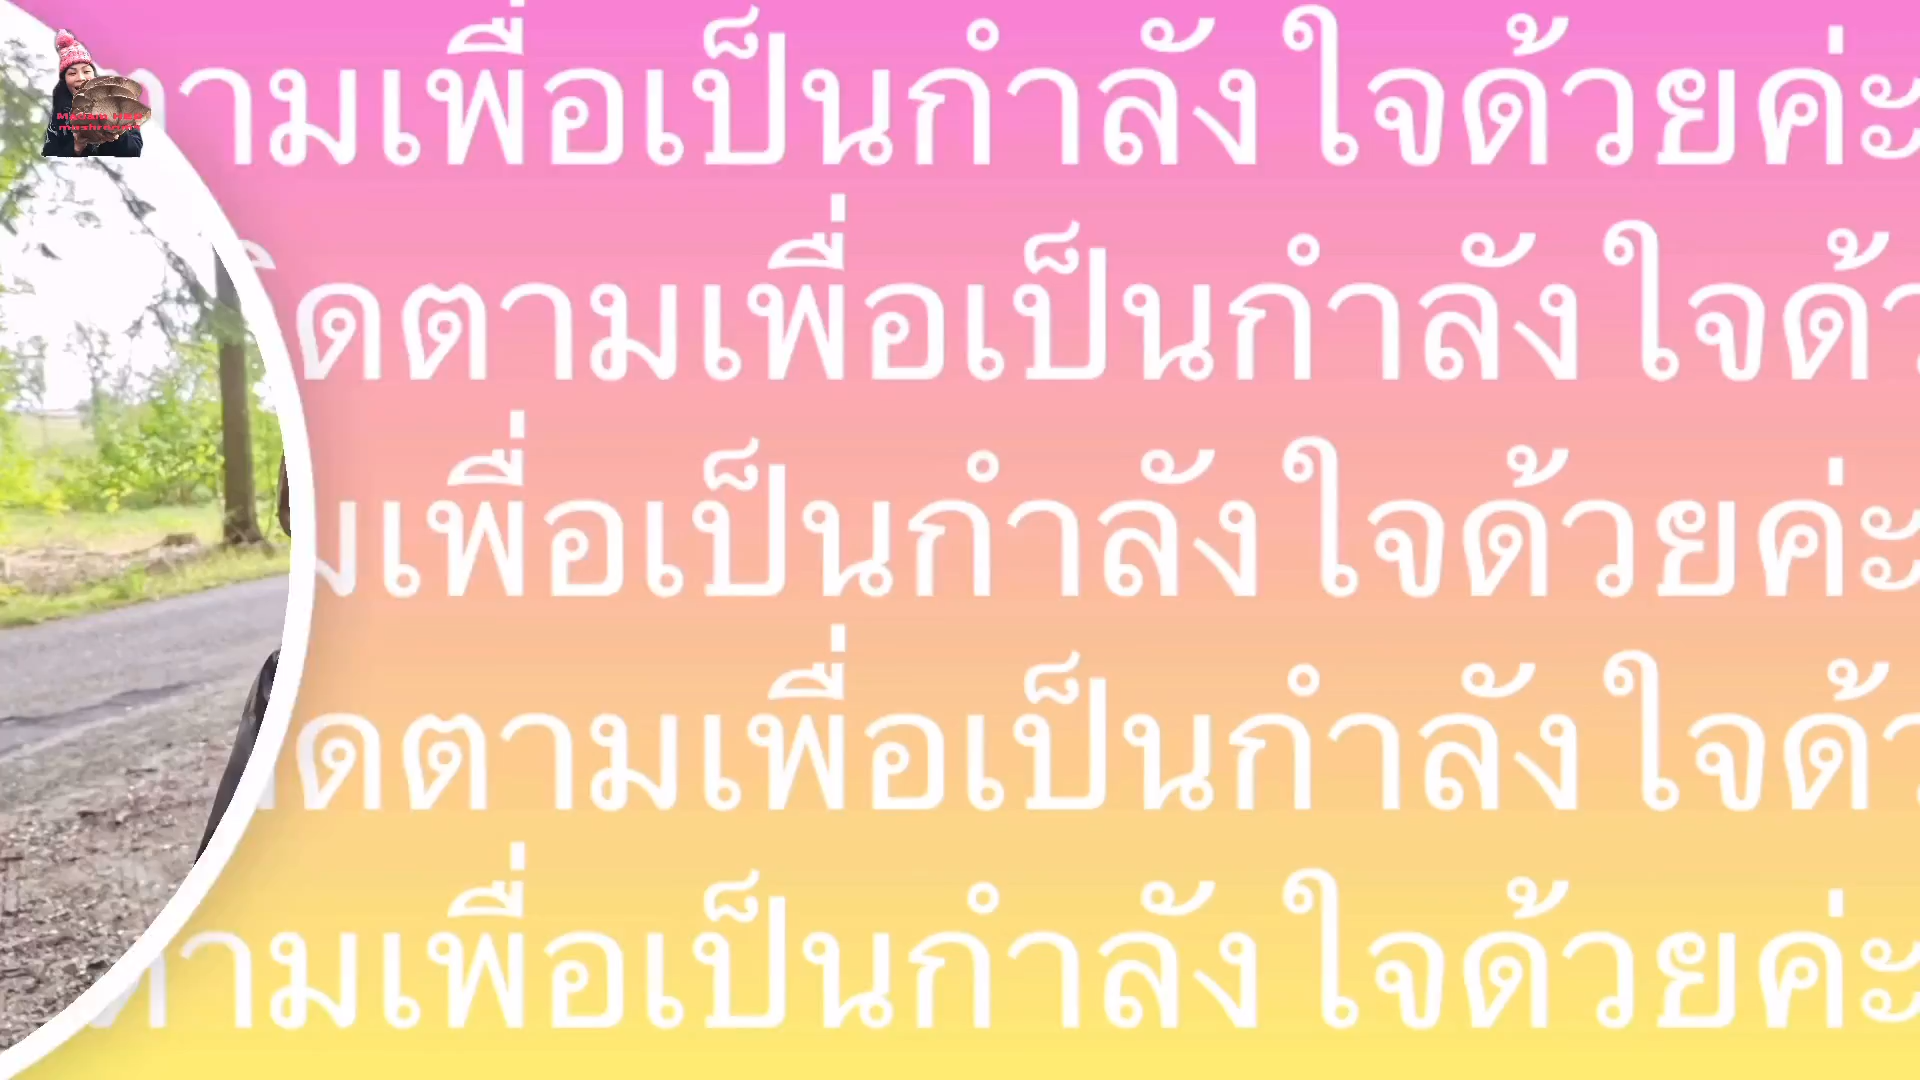 ตามเพื่อเป็นกำลังใจด้วยค่ะ
ติดตามเพื่อเป็นกำลังใจด้ว
มเพื่อเป็นกำลังใจด้วยค่ะ
ติดตามเพื่อเป็นกำลังใจด้ว
ตามเพื่อเป็นกำลังใจด้วยค่ะ